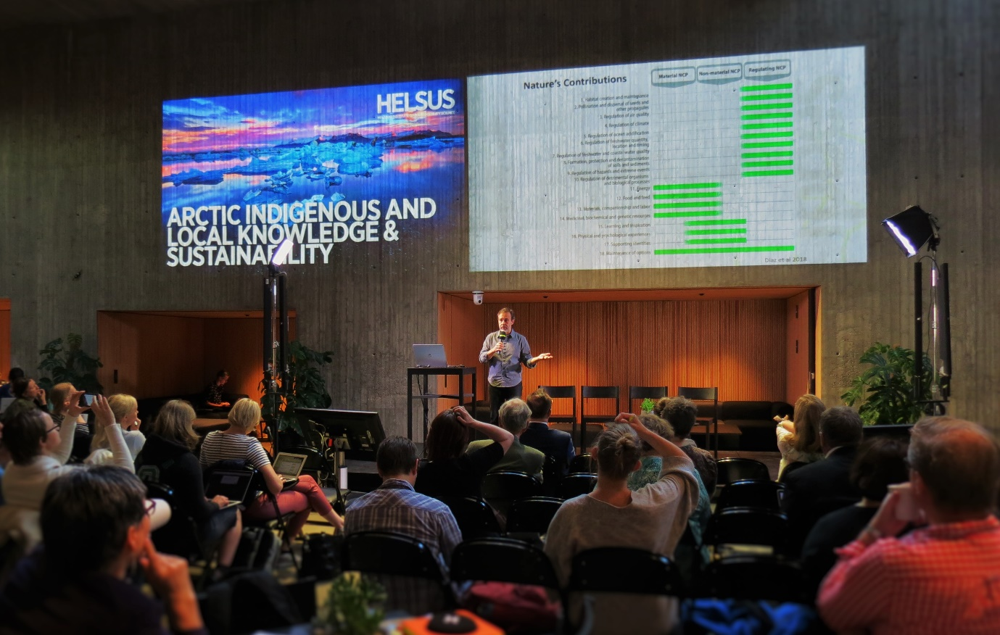 HELSUS
ARCTIC INDIGENOUS AND
LOCAL KNOWLEDGE &
SUSTAINABILITY
Nature's Contributions
Material NCP
Non-material NCP
Regulating NCP
1. Habitat creation and maintenance
2. Pollination and dispersal of seeds and
other propagules
3. Regulation of air quality
4. Regulation of climate
5. Regulation of ocean acidification
6. Regulation of freshwater quantity,
location and timing
7. Regulation of freshwater and coastal water quality
8. Formation, protection and decontamination
of soils and sediments
9. Regulation of hazards and extreme events
10. Regulation of detrimental organisms
and biological processes
11. Energy
12. Food and feed
13. Materials, companionship and labor
14. Medicinal, biochemical and genetic resources
15. Learning and inspiration
16. Physical and psychological experiences
17. Supporting identities
18. Maintenance of options
Díaz et al 2018